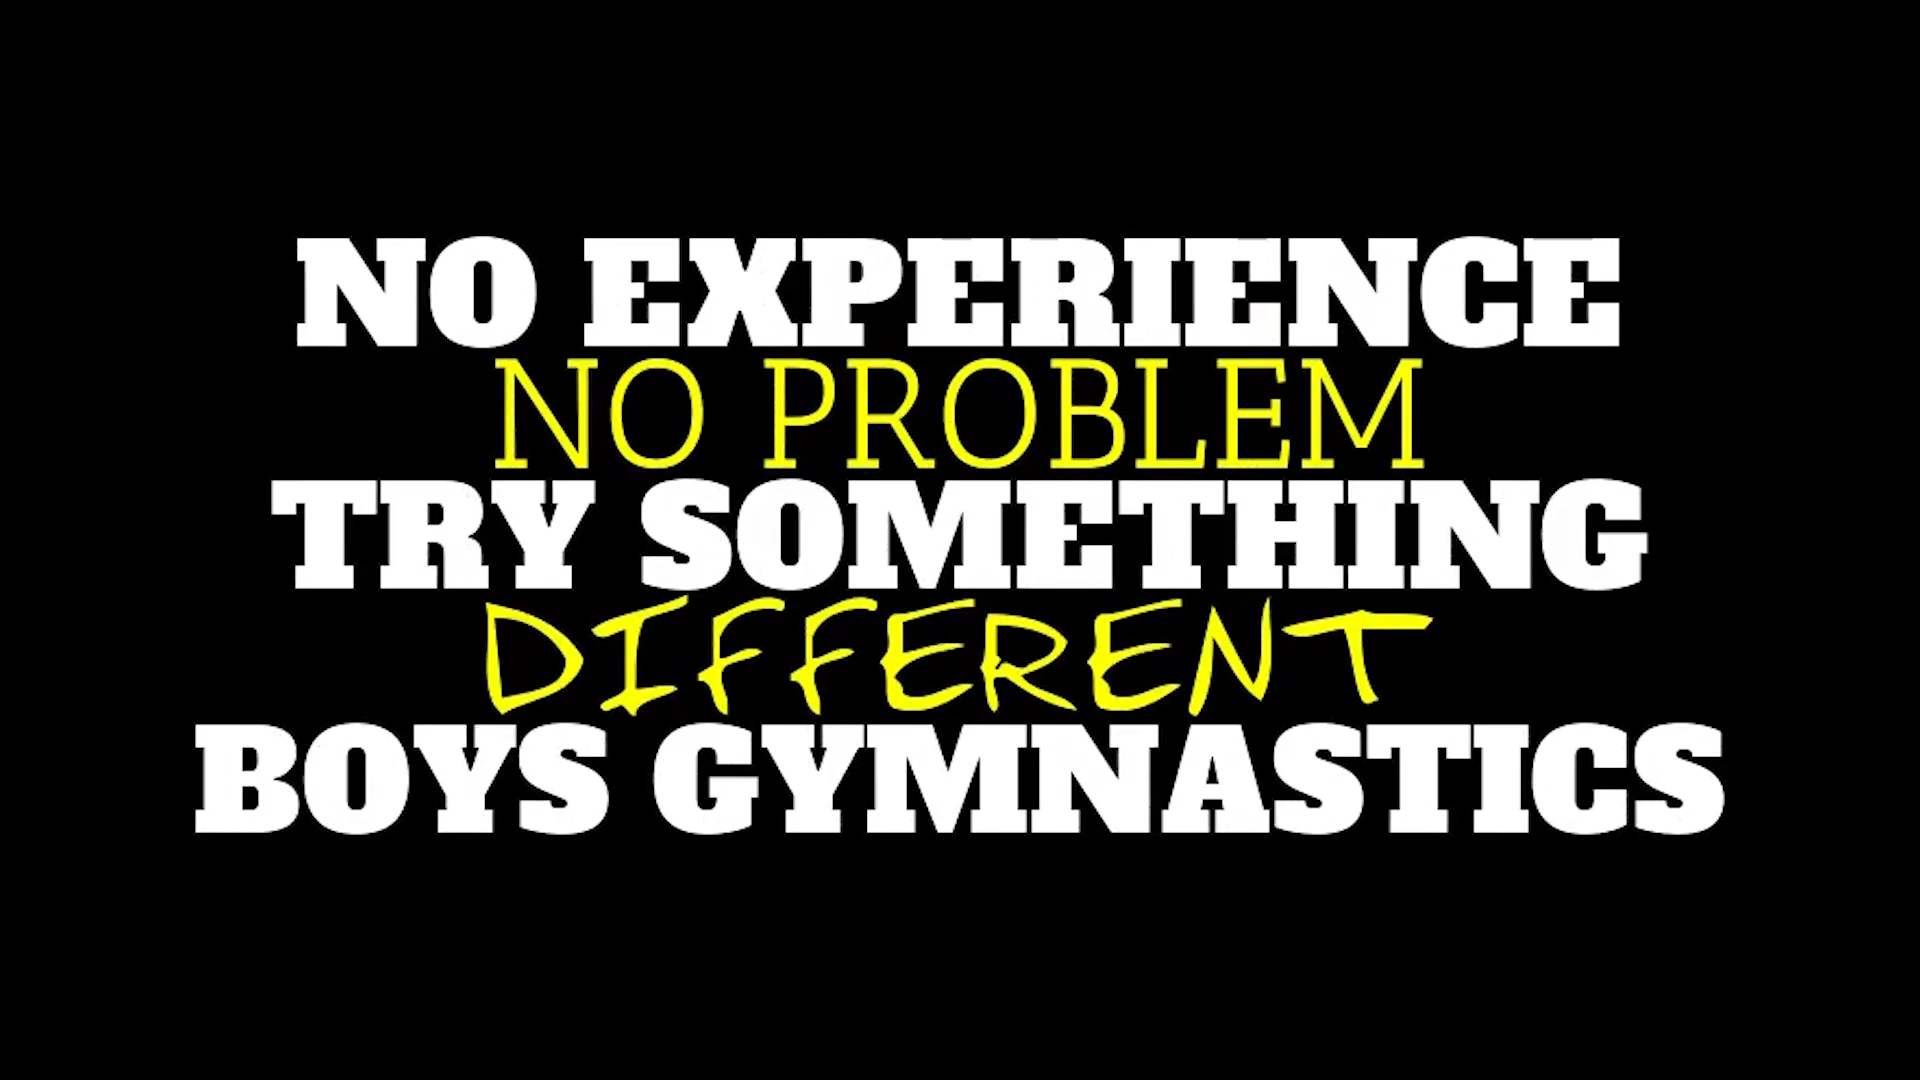 NO EXPERIENCE
NO PROBLEM
TRY SOMETHING
DIFFERENT
BOYS GYMNASTICS